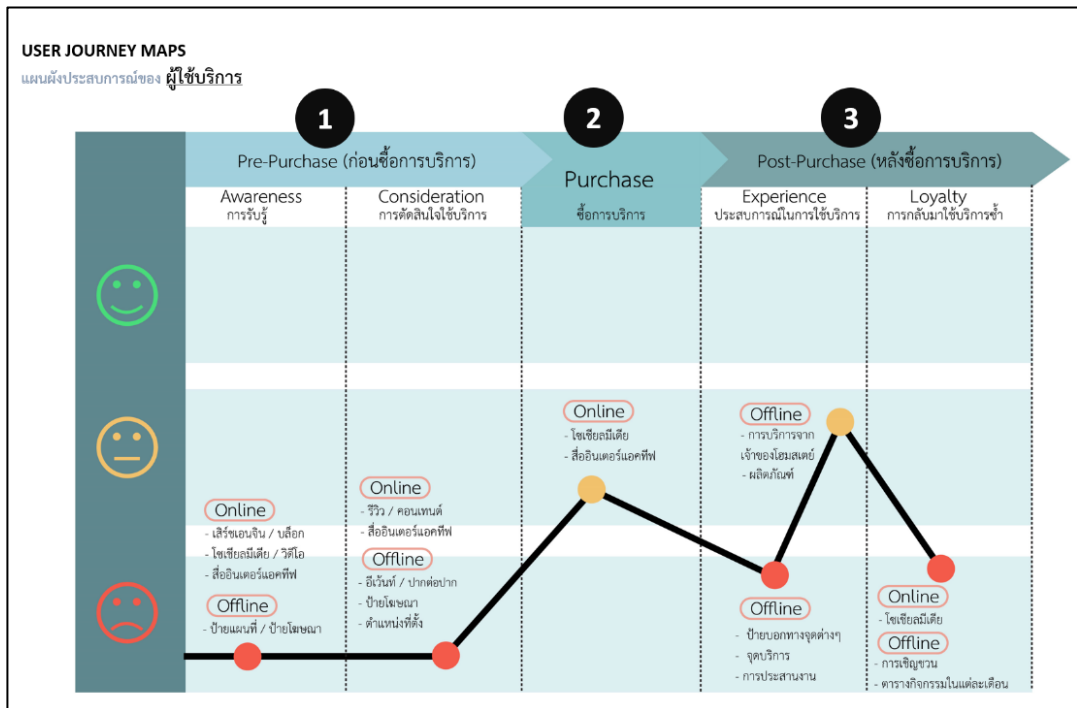 USER JOURNEY MAPS
แผนผังประสบการณ์ของ ผู้ใช้บริการ
1
2
3
Pre-Purchase (ก่อนซื้อการบริการ)
Purchase
ซื้อการบริการ
Post-Purchase (หลังซื้อการบริการ)
Awareness
การรับรู้
Consideration
การตัดสินใจใช้บริการ
Experience
ประสบการณ์ในการใช้บริการ
Loyalty
การกลับมาใช้บริการซ้ำ
Online
- เสิร์ชเอนจิน / บล็อก
- โซเชียลมีเดีย / วิดีโอ
- สื่ออินเตอร์แอคทีฟ
Offline
- ป้ายแผนที่ / ป้ายโฆษณา
Online
- รีวิว / คอนเทนต์
- สื่ออินเตอร์แอคทีฟ
Offline
- อีเว้นท์ / ปากต่อปาก
- ป้ายโฆษณา
- ตำแหน่งที่ตั้ง
Online
- โซเชียลมีเดีย
- สื่ออินเตอร์แอคทีฟ
Offline
- การบริการจาก
เจ้าของโฮมสเตย์
- ผลิตภัณฑ์
Offline
- ป้ายบอกทางจุดต่างๆ
- จุดบริการ
- การประสานงาน
Online
- โซเชียลมีเดีย
Offline
- การเชิญชวน
- ตารางกิจกรรมในแต่ละเดือน